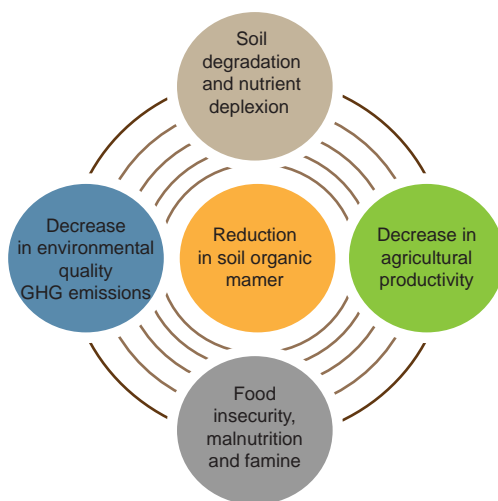 Soil
degradation
and nutrient
deplexion
Decrease
in environmental
quality
GHG emissions
Reduction
in soil organic
mamer
Decrease in
agricultural
productivity
Food
insecurity,
malnutrition
and famine